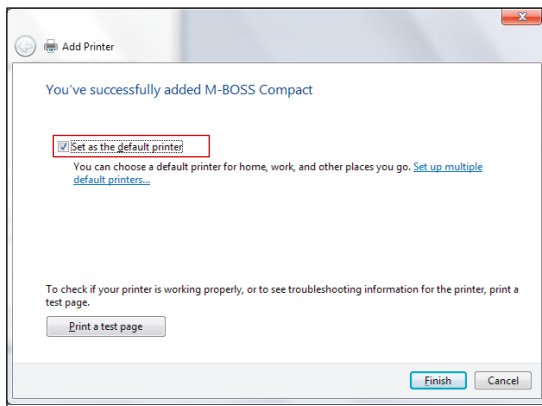 Add Printer
You've successfully added M-BOSS Compact
Set as the default printer
You can choose a default printer for home, work, and other places you go. Set up multiple
default printers...
To check if your printer is working properly, or to see troubleshooting information for the printer, print a
test page.
Print a test page
Finish Cancel